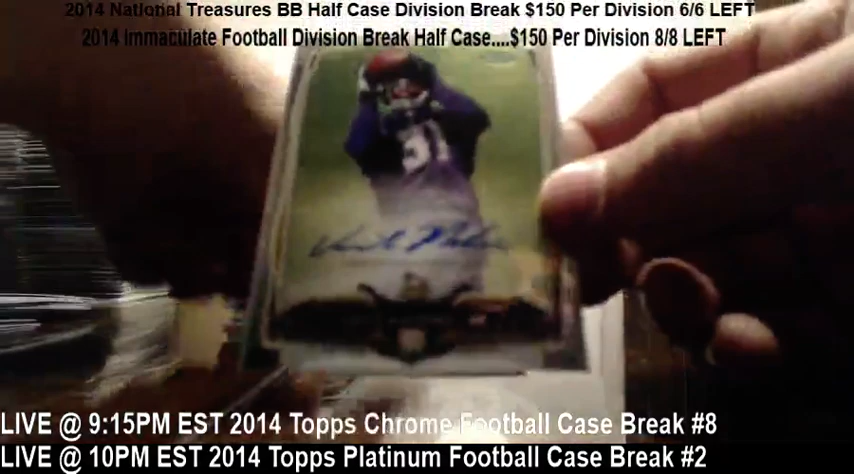 2014 National Treasures BB Half Case Division Break $150 Per Division 6/6 LEFT
2014 Immaculate Football Division Break Half Case....$150 Per Division 8/8 LEFT
31
LIVE @ 9:15PM EST 2014 Topps Chrome Football Case Break #8
LIVE @ 10PM EST 2014 Topps Platinum Football Case Break #2